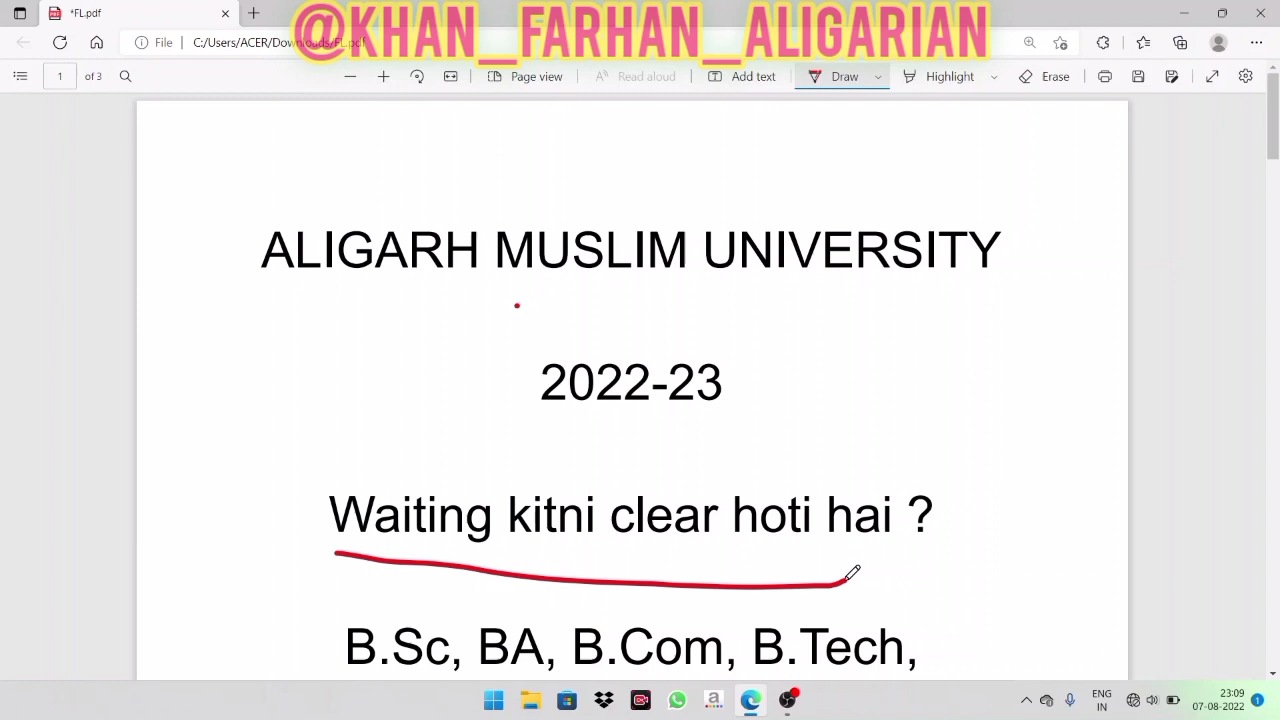 *FL.pdf
@KHAN_FARHAN_ALIGARIAN
File C:/Users/ACER/Downloads/FL.pdf
1 of 3 Page view Read aloud Add text Draw Highlight Erase
ALIGARH MUSLIM UNIVERSITY
2022-23
Waiting kitni clear hoti hai ?
B.Sc, BA, B.Com, B.Tech,
ENG 23:09
07-08-2022 1